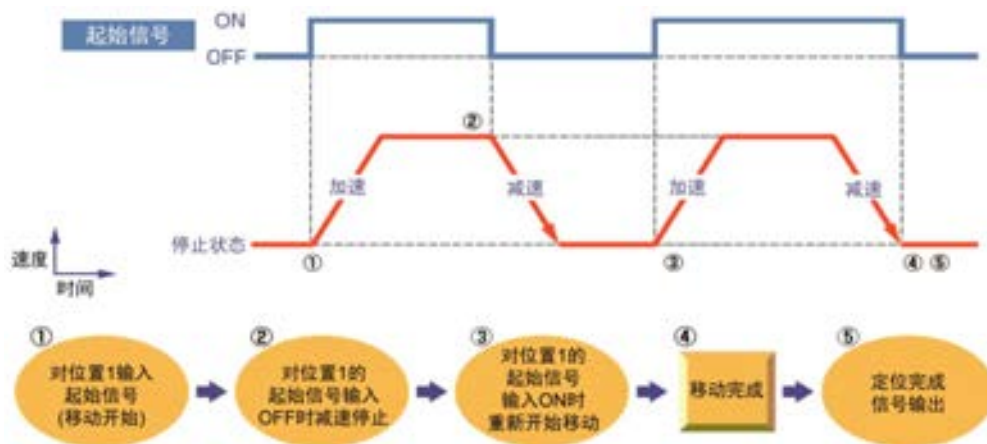 ON
起始信号
OFF
②
加速
减速
加速
减速
停止状态
①
③
④ ⑤
速度
时间
①
对位置1输入
起始信号
(移动开始)
②
对位置1的
起始信号输入
OFF时减速停止
③
对位置1的
起始信号
输入ON时
重新开始移动
④
移动完成
⑤
定位完成
信号输出